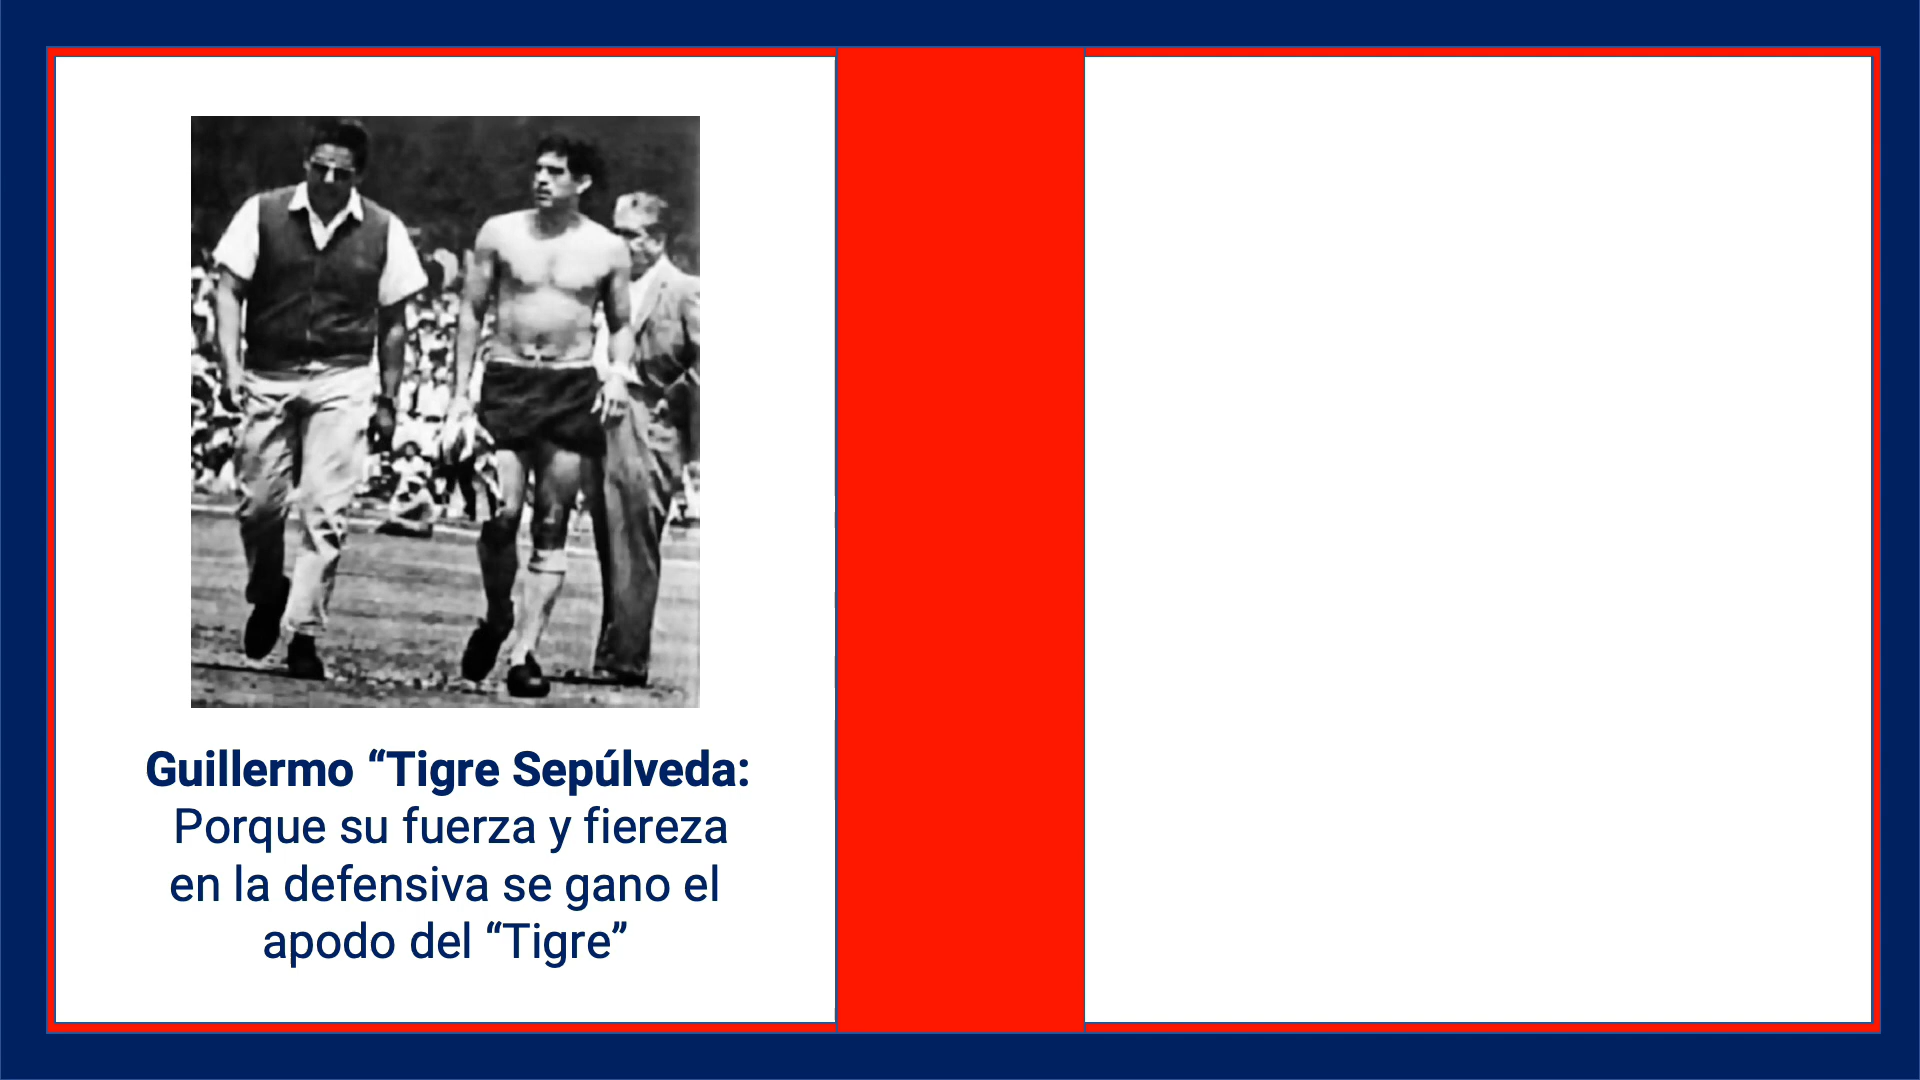 Guillermo “Tigre Sepúlveda:
Porque su fuerza y fiereza
en la defensiva se gano el
apodo del “Tigre”